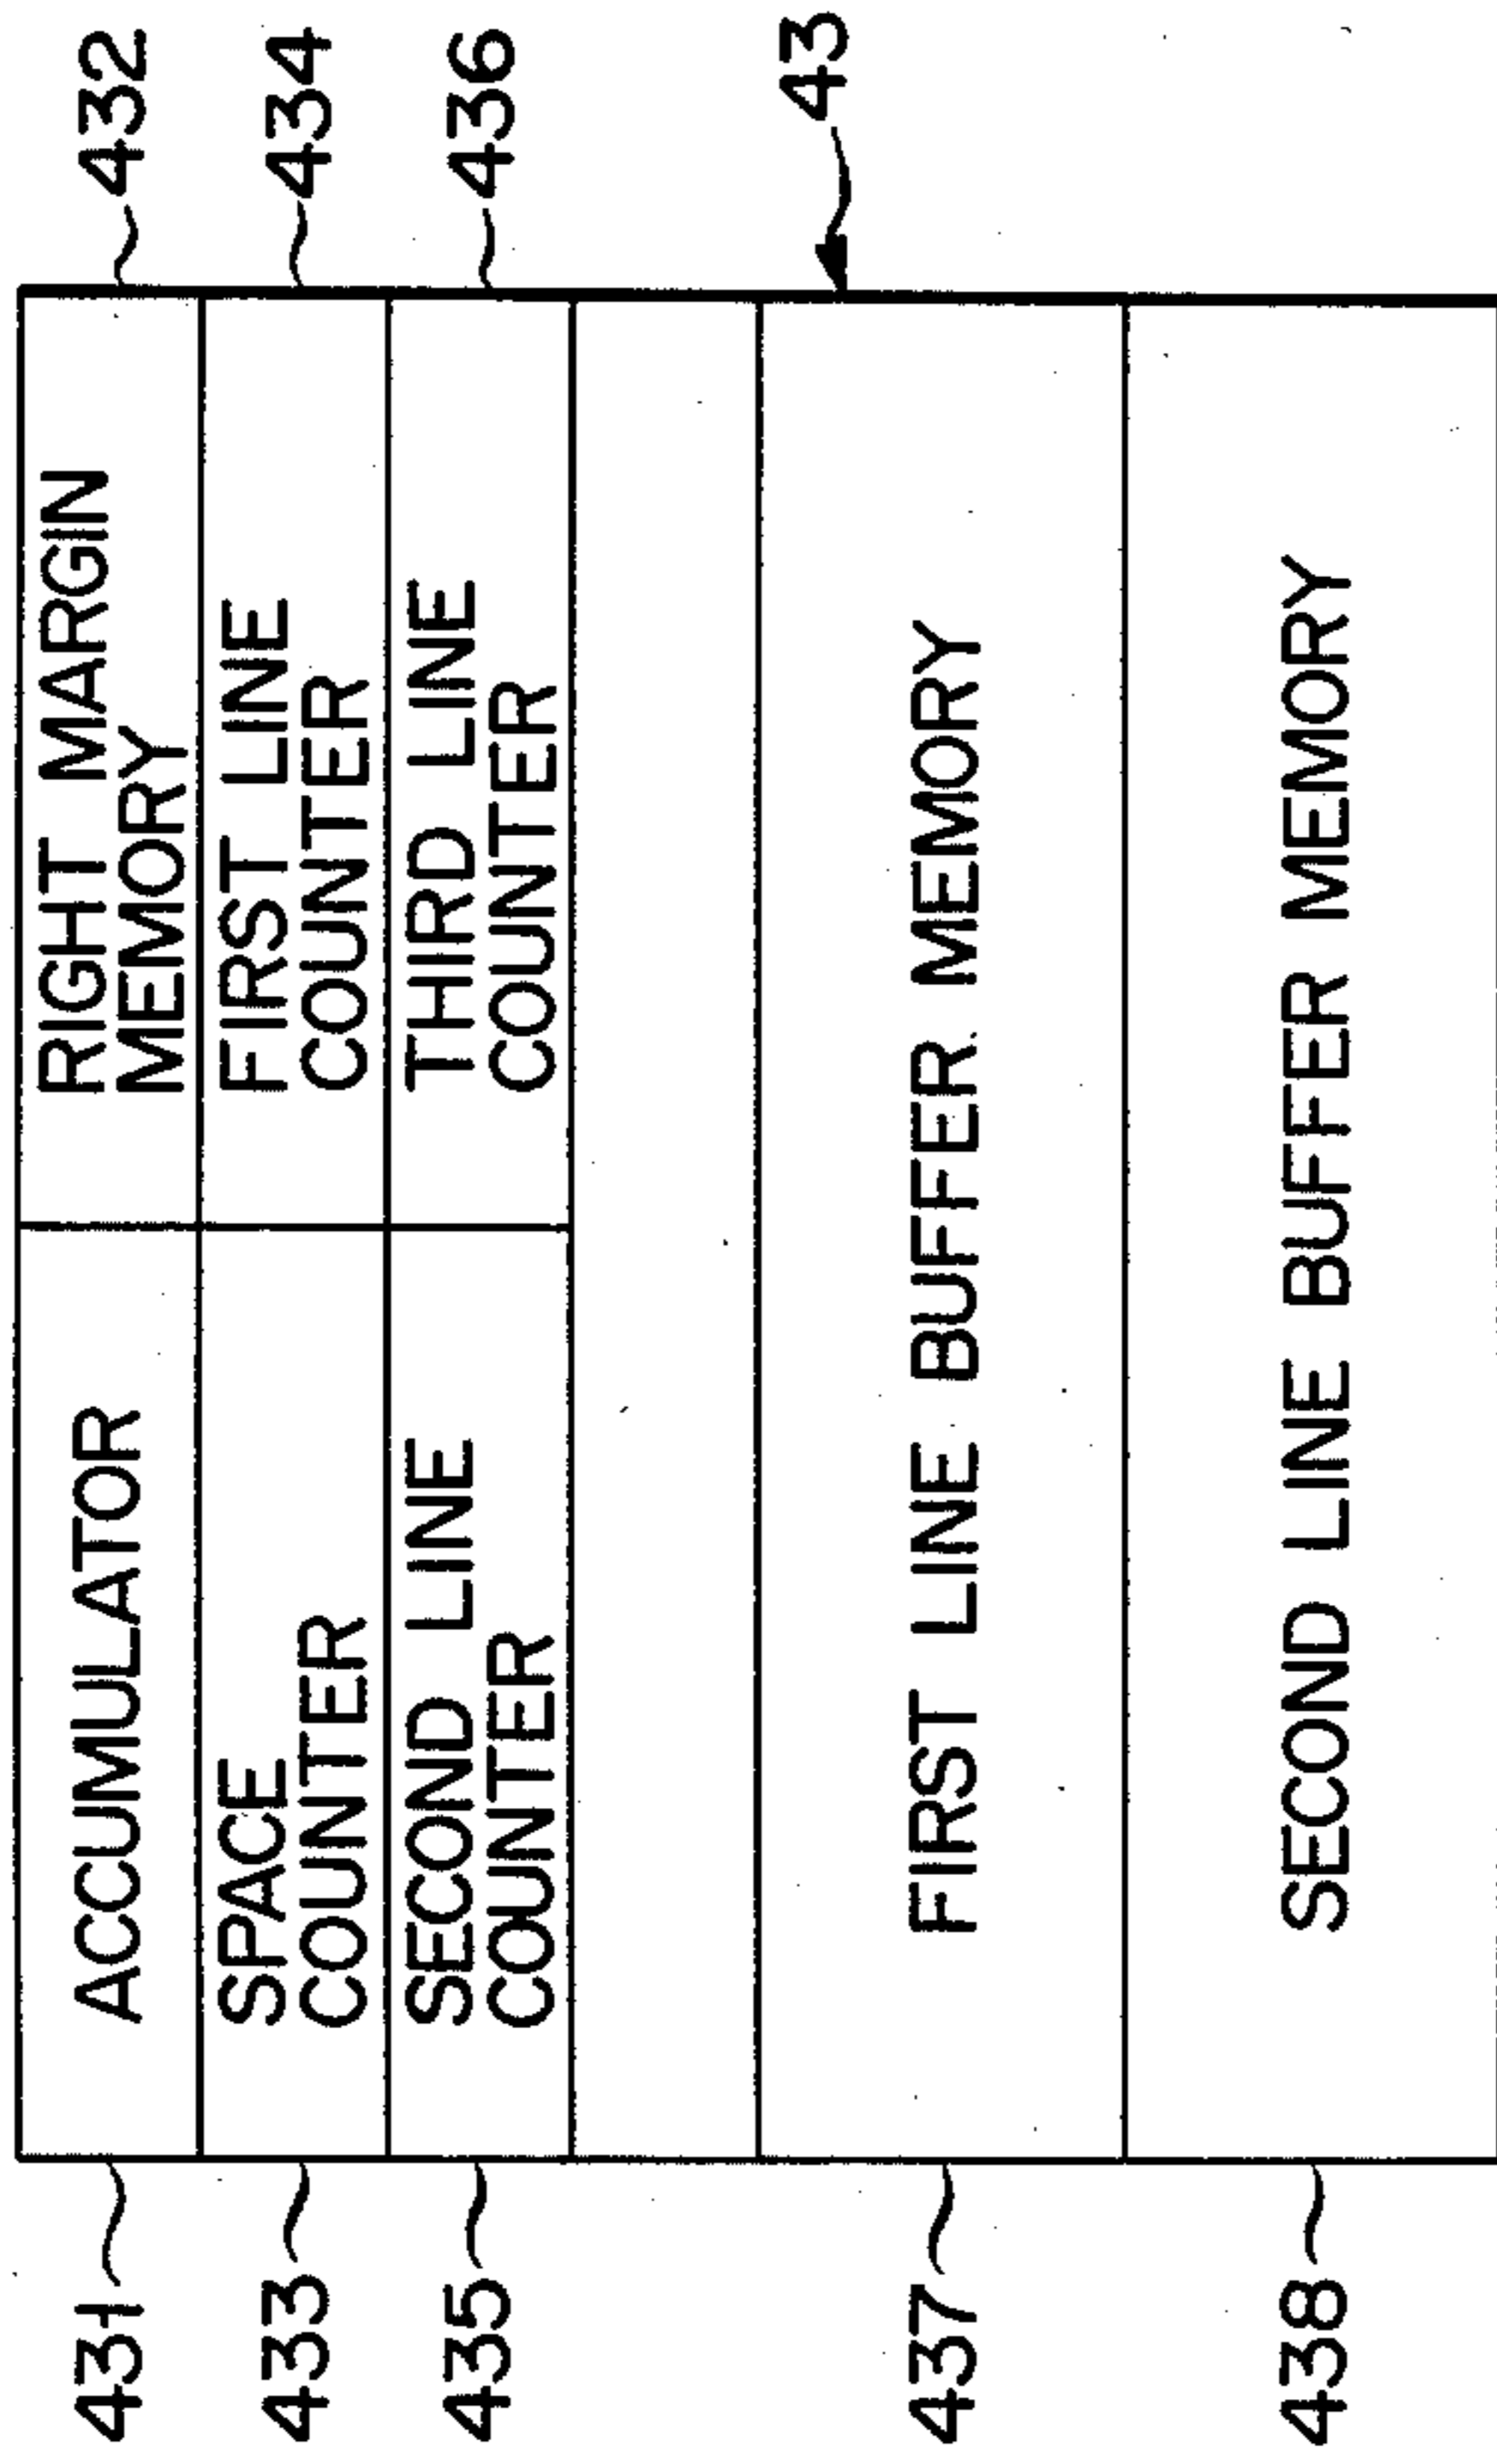 431
ACCUMULATOR
RIGHT MARGIN
MEMORY
432
433
SPACE
COUNTER
FIRST LINE
COUNTER
434
435
SECOND LINE
COUNTER
THIRD LINE
COUNTER
436
43
437
FIRST LINE BUFFER MEMORY
438
SECOND LINE BUFFER MEMORY